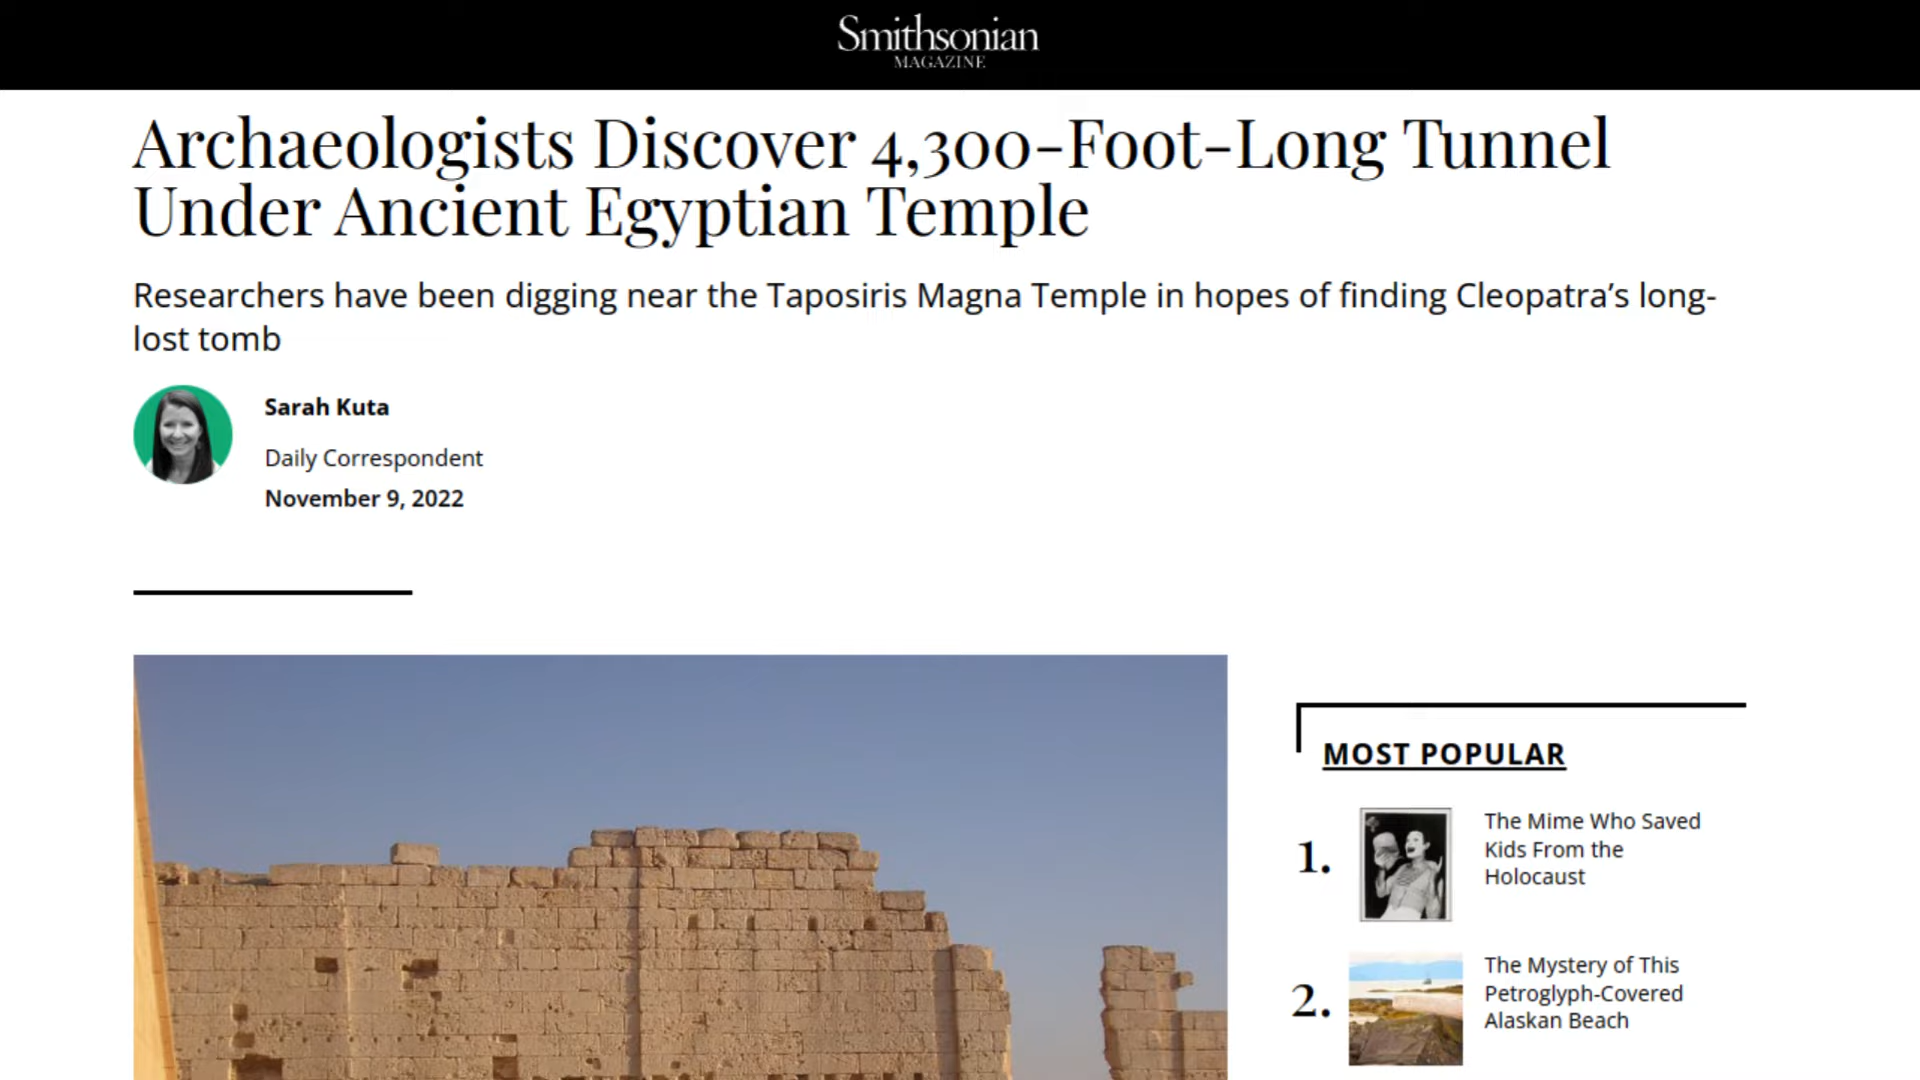 Smithsonian
MAGAZINE
Archaeologists Discover 4,300-Foot-Long Tunnel
Under Ancient Egyptian Temple
Researchers have been digging near the Taposiris Magna Temple in hopes of finding Cleopatra’s long-
lost tomb
Sarah Kuta
Daily Correspondent
November 9, 2022
MOST POPULAR
1.
The Mime Who Saved
Kids From the
Holocaust
2.
The Mystery of This
Petroglyph-Covered
Alaskan Beach